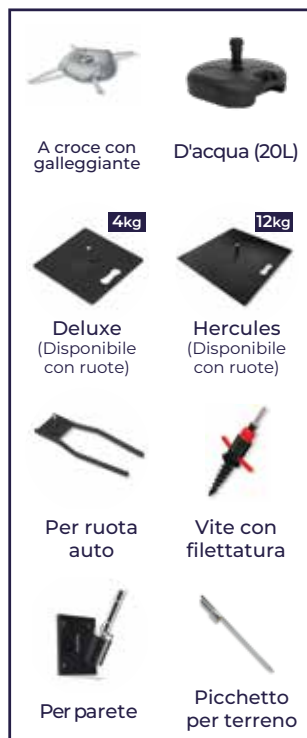 A croce con
galleggiante
D'acqua (20L)
4kg
12kg
Deluxe
(Disponibile
con ruote)
Hercules
(Disponibile
con ruote)
Per ruota
auto
Vite con
filettatura
Per parete
Picchetto
per terreno